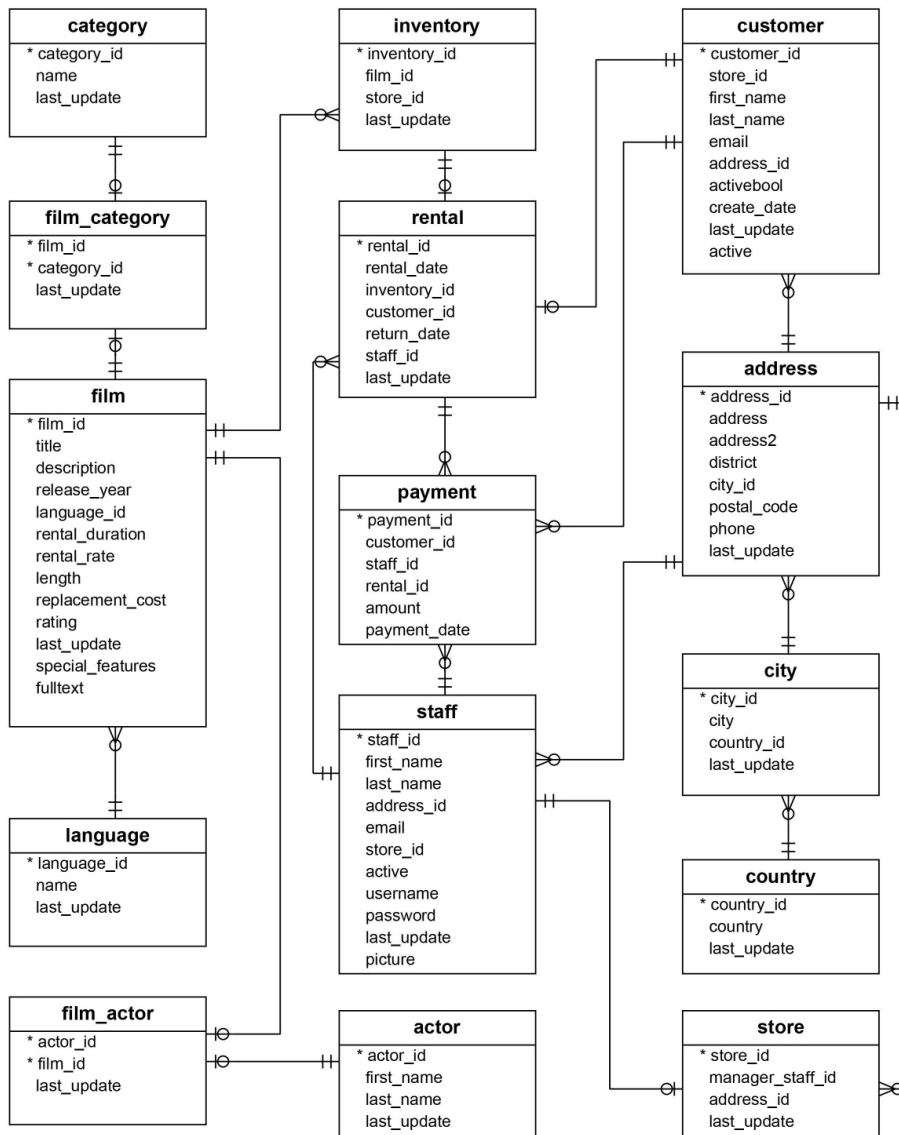 category
* category_id
name
last_update
film_category
* film_id
* category_id
last_update
film
* film_id
title
description
release_year
language_id
rental_duration
rental_rate
length
replacement_cost
rating
last_update
special_features
fulltext
language
* language_id
name
last_update
film_actor
* actor_id
* film_id
last_update
inventory
* inventory_id
film_id
store_id
last_update
rental
* rental_id
rental_date
inventory_id
customer_id
return_date
staff_id
last_update
payment
* payment_id
customer_id
staff_id
rental_id
amount
payment_date
staff
* staff_id
first_name
last_name
address_id
email
store_id
active
username
password
last_update
picture
actor
* actor_id
first_name
last_name
last_update
customer
* customer_id
store_id
first_name
last_name
email
address_id
activebool
create_date
last_update
active
address
* address_id
address
address2
district
city_id
postal_code
phone
last_update
city
* city_id
city
country_id
last_update
country
* country_id
country
last_update
store
* store_id
manager_staff_id
address_id
last_update